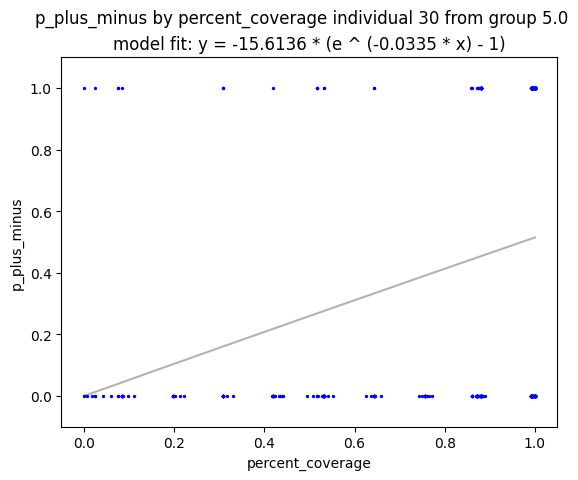 p_plus_minus by percent_coverage individual 30 from group 5.0
model fit: y = -15.6136 * (e ^ (-0.0335 * x) - 1)
1.0
0.8
0.6
0.4
0.2
0.0
p_plus_minus
0.0 0.2 0.4 0.6 0.8 1.0
percent_coverage